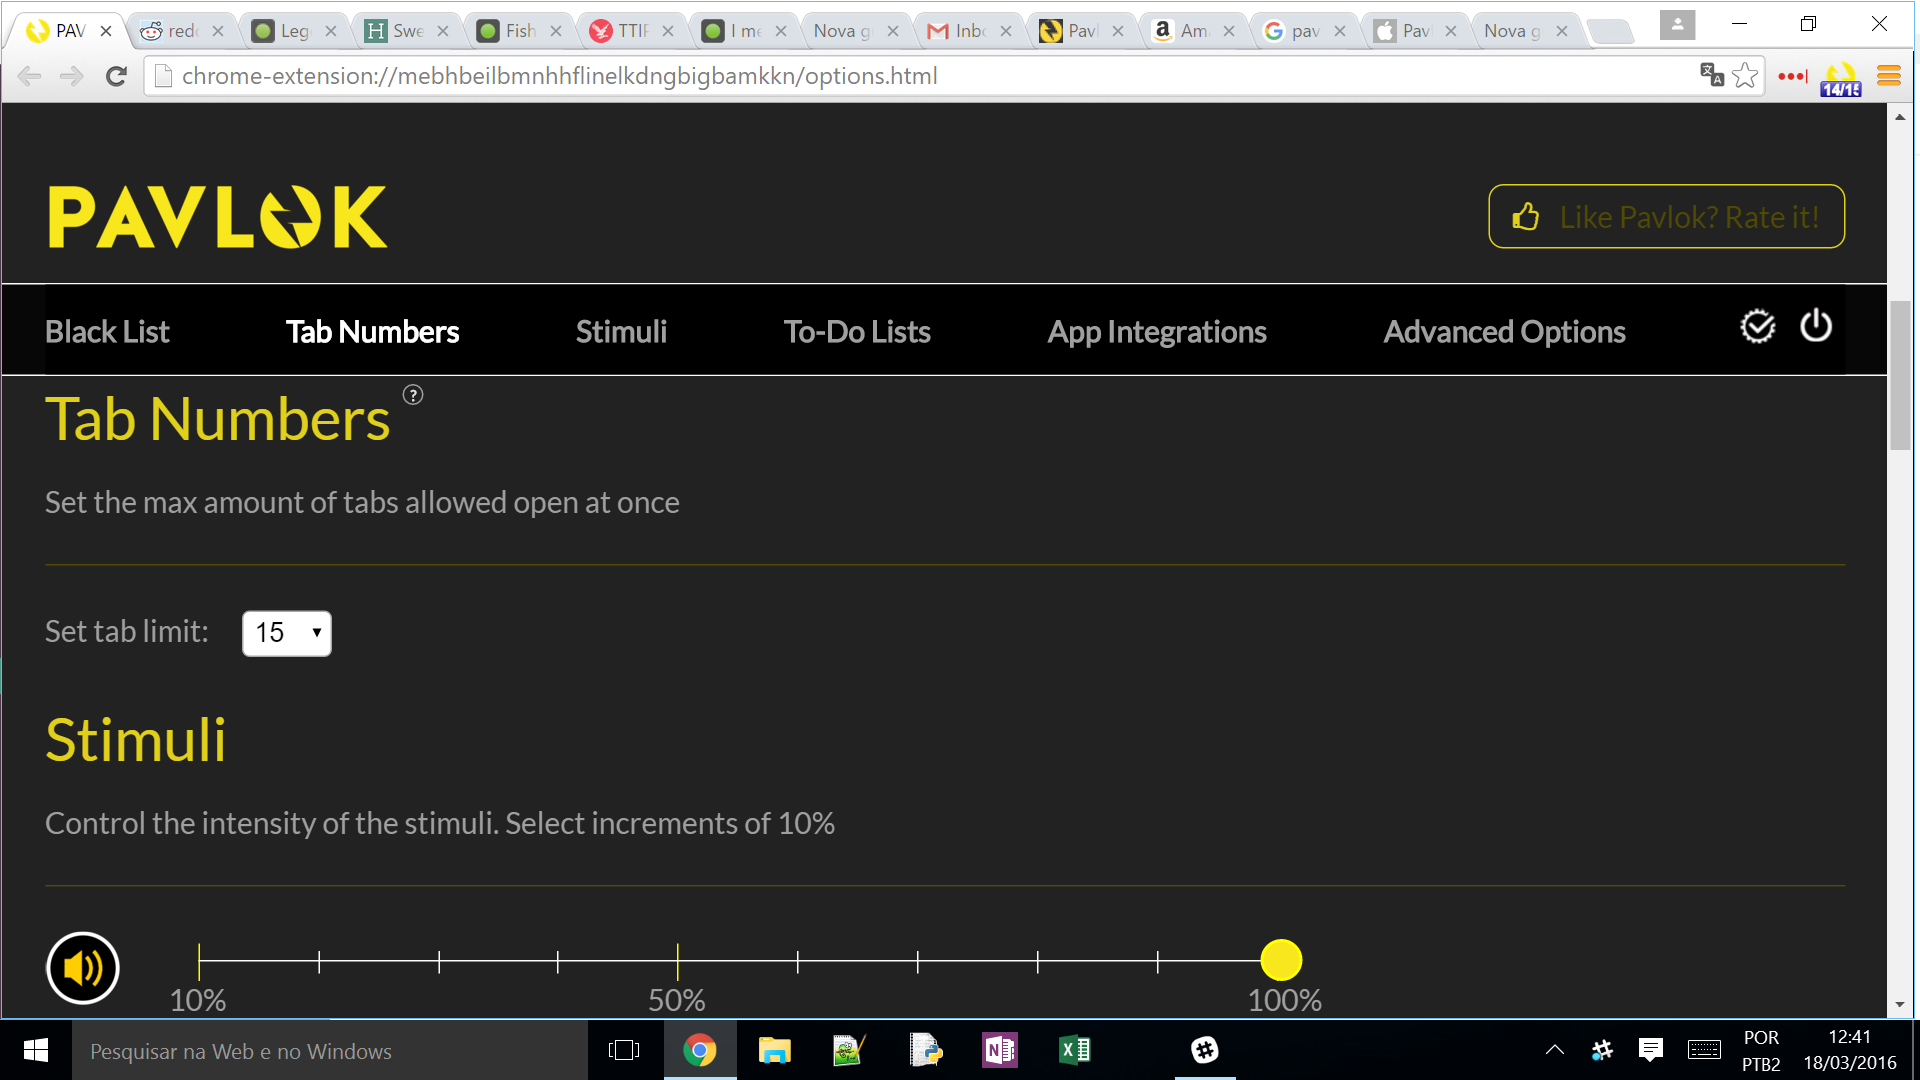 PAV
redc
Leg
Swe
Fish
TTIF
I me
Nova g
Inbo
Pavl
Am
pav
Pav
Nova g
chrome-extension://mebhbeilbmnhhflinelkdngbigbamkkn/options.html
14/15
PAVLOK
Like Pavlok? Rate it!
Black List
Tab Numbers
Stimuli
To-Do Lists
App Integrations
Advanced Options
Tab Numbers ?
Set the max amount of tabs allowed open at once
Set tab limit: 15
Stimuli
Control the intensity of the stimuli. Select increments of 10%
10% 50% 100%
Pesquisar na Web e no Windows
POR
PTB2
12:41
18/03/2016